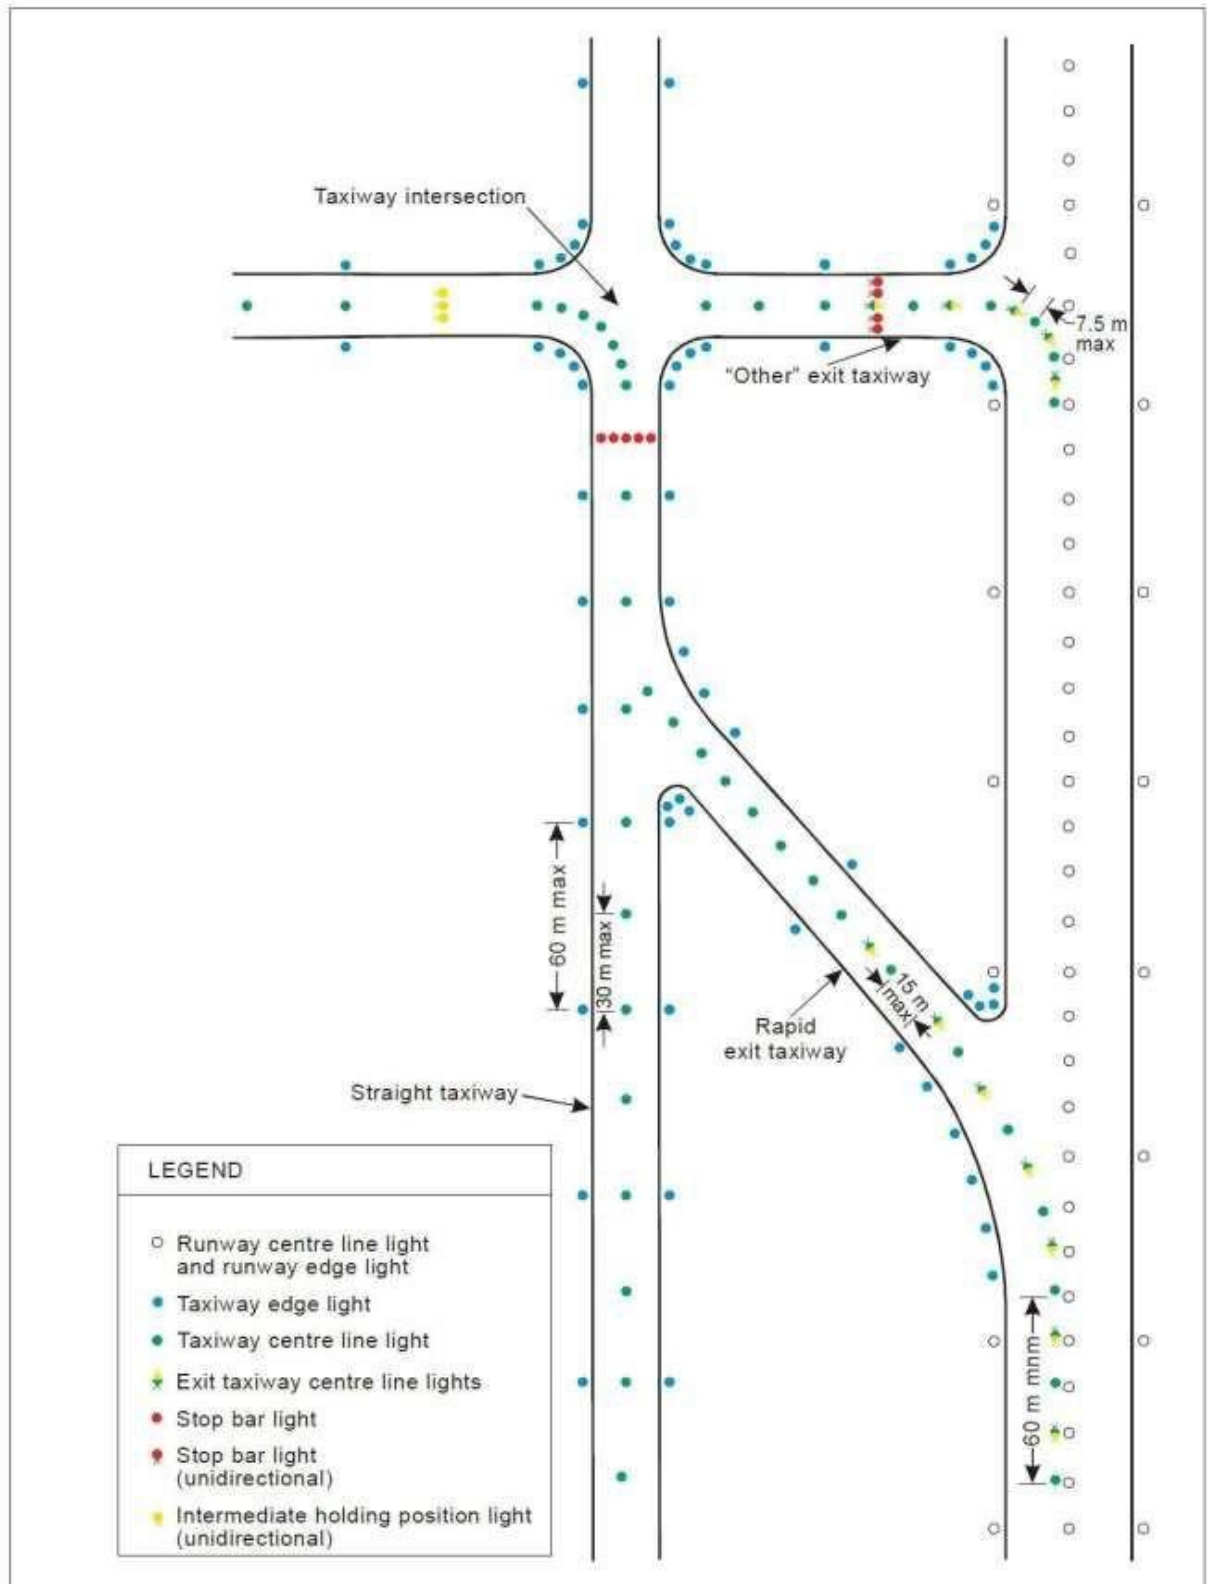 Taxiway intersection
7.5 m
max
"Other" exit taxiway
60 m max
30 m max
15 m
max
Rapid
exit taxiway
Straight taxiway
60 m mnm
LEGEND
Runway centre line light
and runway edge light
Taxiway edge light
Taxiway centre line light
Exit taxiway centre line lights
Stop bar light
Stop bar light
(unidirectional)
Intermediate holding position light
(unidirectional)